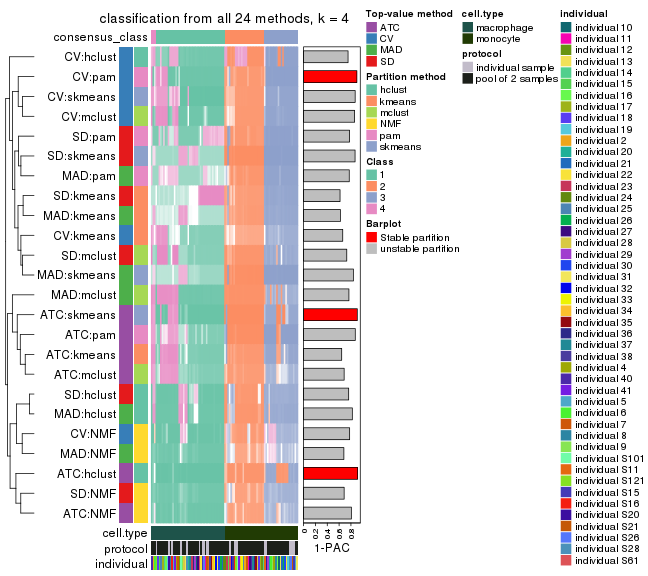 classification from all 24 methods, k = 4
consensus_class
CV:hclust
CV:pam
CV:skmeans
CV:mclust
SD:pam
SD:skmeans
MAD:pam
SD:kmeans
MAD:kmeans
CV:kmeans
SD:mclust
MAD:skmeans
MAD:mclust
ATC:skmeans
ATC:pam
ATC:kmeans
ATC:mclust
SD:hclust
MAD:hclust
CV:NMF
MAD:NMF
ATC:hclust
SD:NMF
ATC:NMF
cell.type
protocol
individual
0
0.2
0.4
0.6
0.8
1-PAC
Top-value method
ATC
CV
MAD
SD
Partition method
hclust
kmeans
mclust
NMF
pam
skmeans
Class
1
2
3
4
Barplot
Stable partition
unstable partition
cell.type
macrophage
monocyte
protocol
individual sample
pool of 2 samples
individual
individual 10
individual 11
individual 12
individual 13
individual 14
individual 15
individual 16
individual 17
individual 18
individual 19
individual 2
individual 20
individual 21
individual 22
individual 23
individual 24
individual 25
individual 26
individual 27
individual 28
individual 29
individual 30
individual 31
individual 32
individual 33
individual 34
individual 35
individual 36
individual 37
individual 38
individual 4
individual 40
individual 41
individual 5
individual 6
individual 7
individual 8
individual 9
individual S101
individual S11
individual S121
individual S15
individual S16
individual S20
individual S21
individual S26
individual S28
individual S61